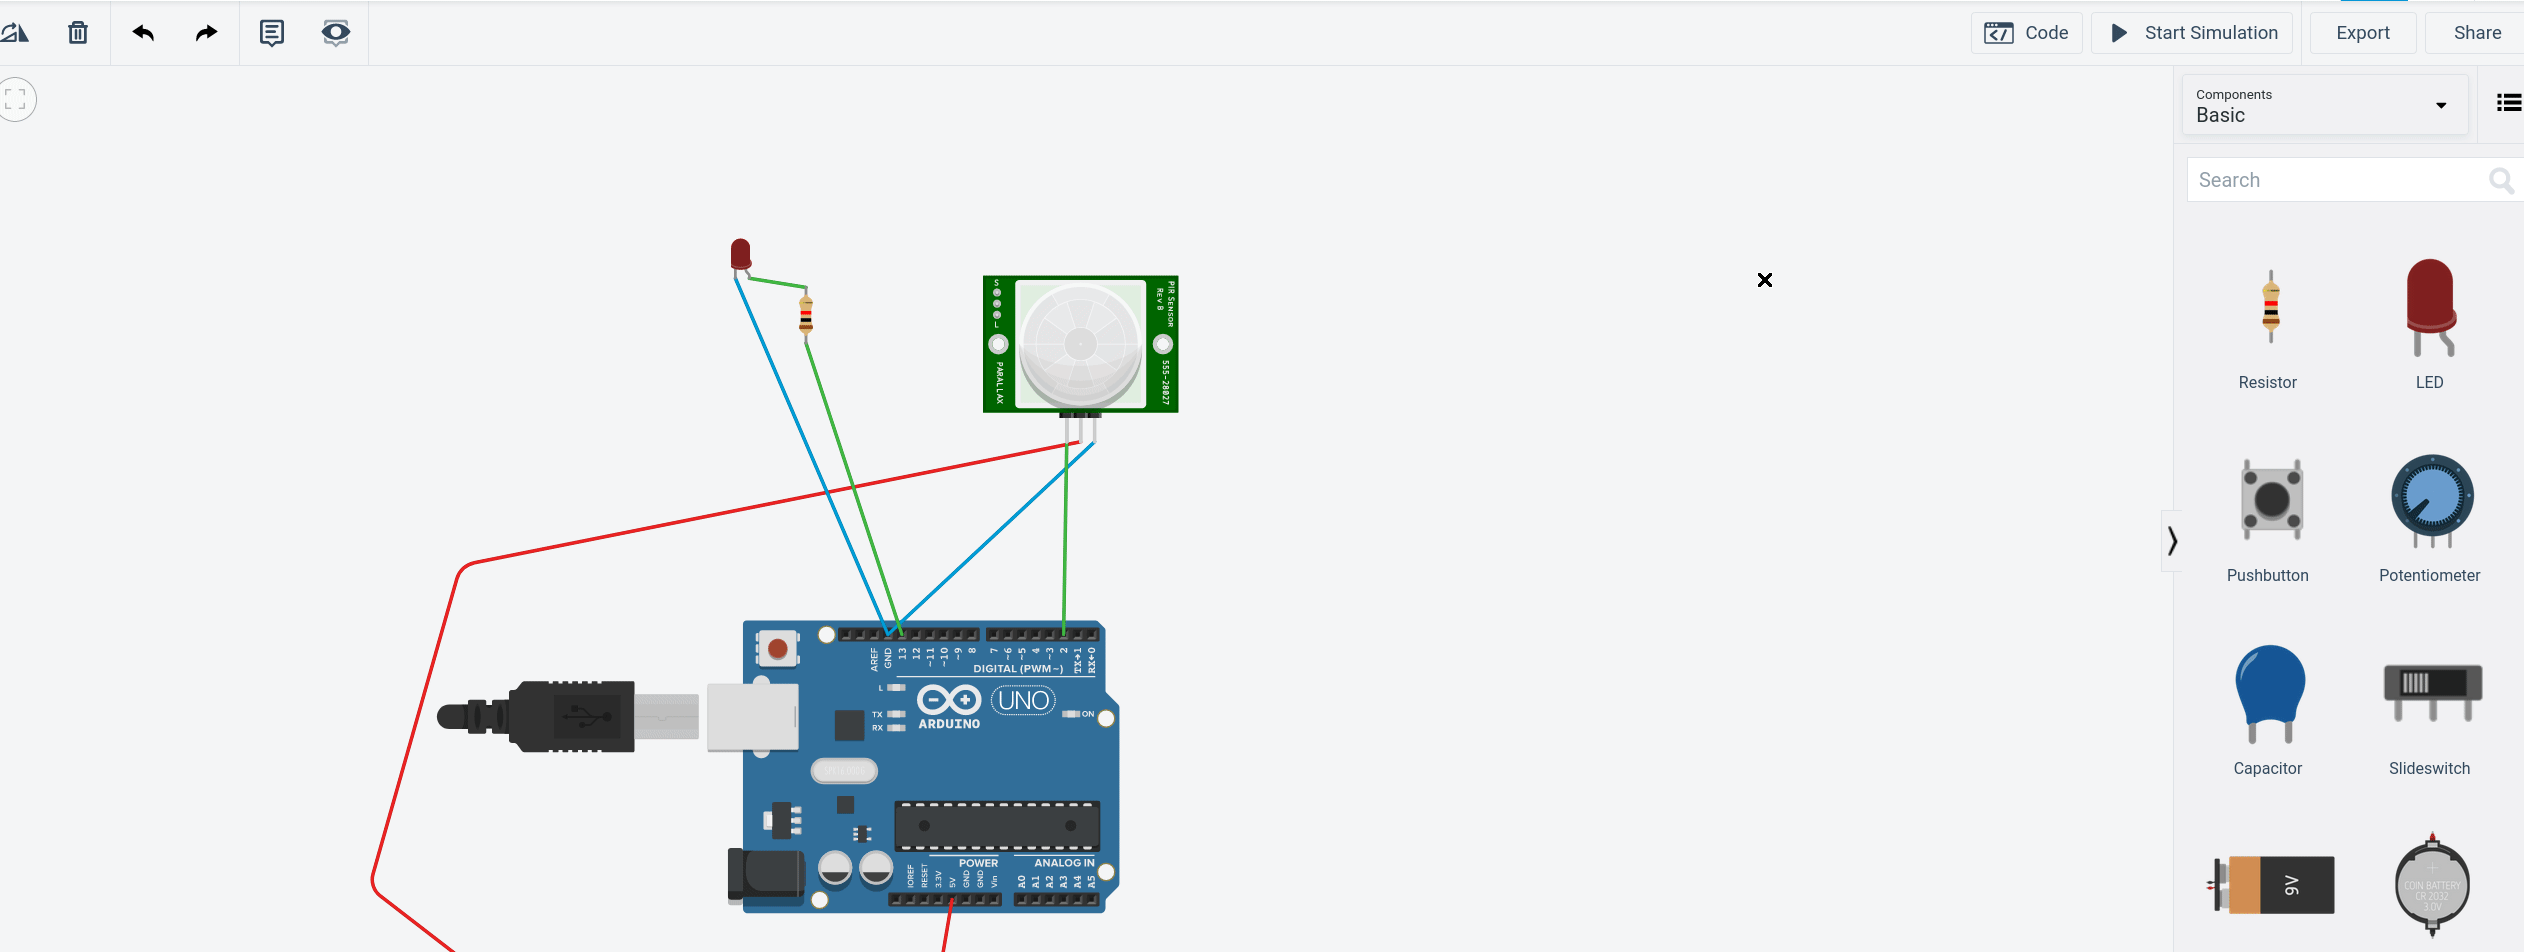 Code
Start Simulation
Export
Share
Components
Basic
Search
Resistor
LED
Pushbutton
Potentiometer
Capacitor
Slideswitch
9V
COIN BATTERY
CR 2032
3.0V
S
L
PARALLAX
PIR SENSOR
REV B
555-28027
AREF
GND
13
12
~11
~10
~9
8
7
~6
~5
4
~3
2
TX→1
RX←0
DIGITAL (PWM~)
L
TX
RX
ARDUINO
UNO
ON
POWER
ANALOG IN
IOREF
RESET
3.3V
5V
GND
GND
Vin
A0
A1
A2
A3
A4
A5